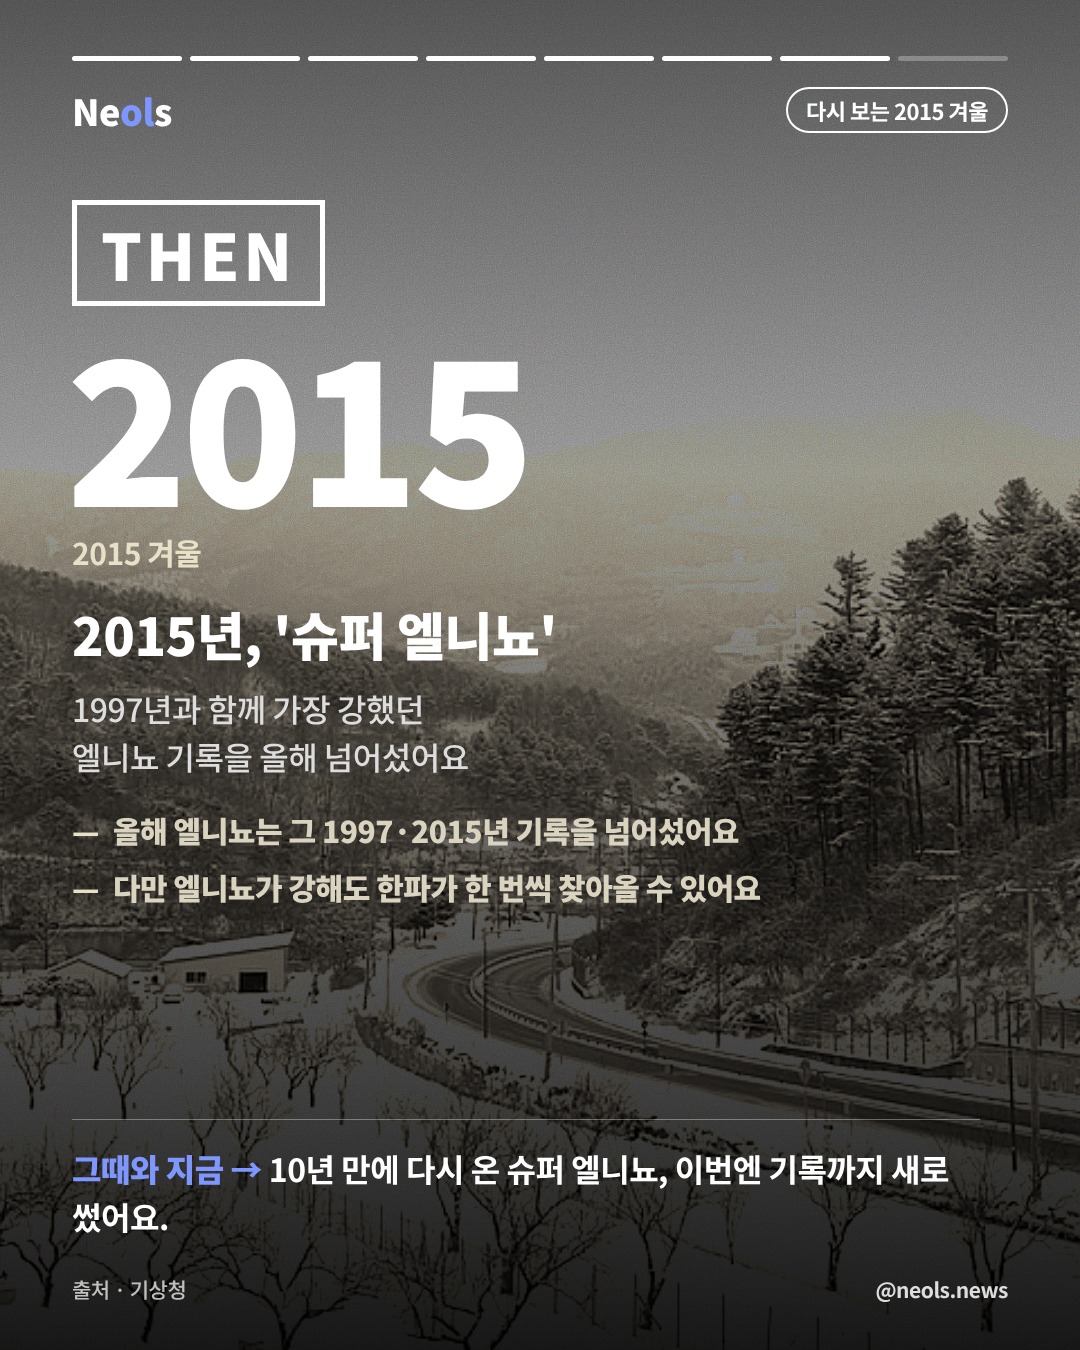 Neols
다시 보는 2015 겨울
THEN
2015
2015 겨울
2015년, '슈퍼 엘니뇨'
1997년과 함께 가장 강했던
엘니뇨 기록을 올해 넘어섰어요
— 올해 엘니뇨는 그 1997·2015년 기록을 넘어섰어요
— 다만 엘니뇨가 강해도 한파가 한 번씩 찾아올 수 있어요
그때와 지금 → 10년 만에 다시 온 슈퍼 엘니뇨, 이번엔 기록까지 새로
썼어요.
출처 · 기상청
@neols.news